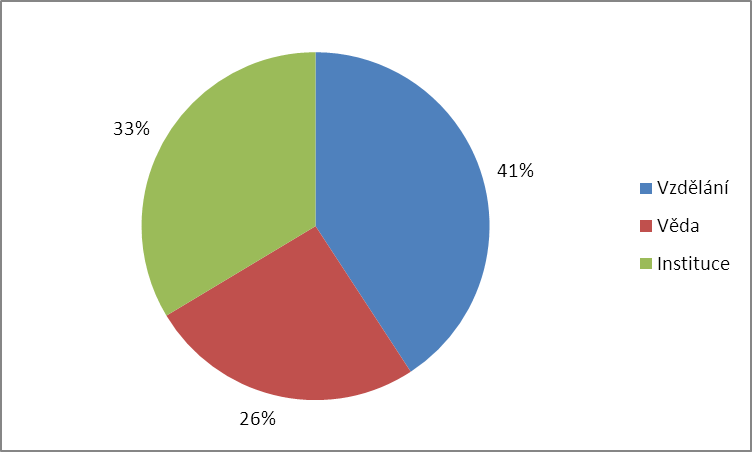 33%
41%
26%
Vzdělání
Věda
Instituce